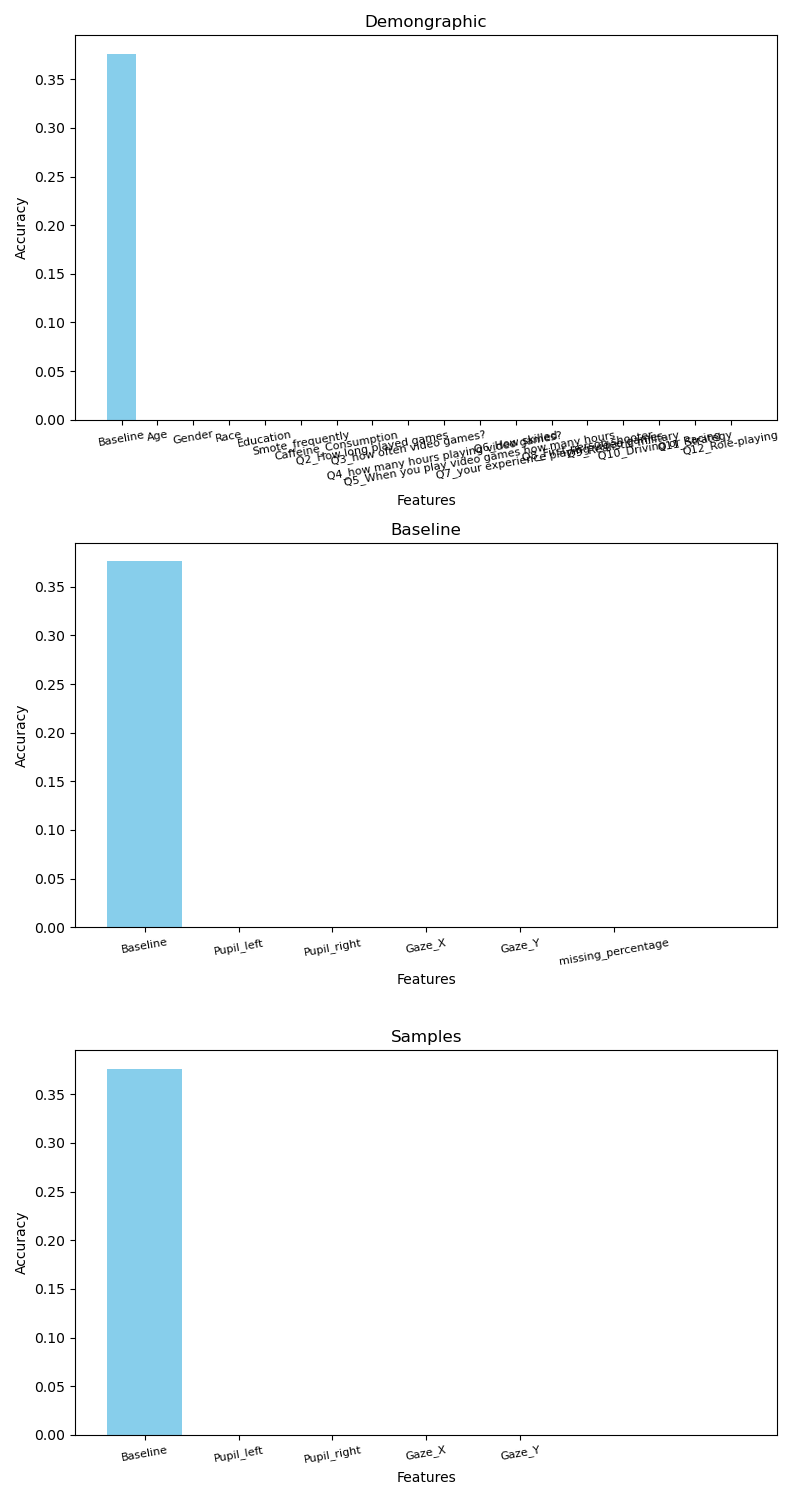 Demongraphic
0.35
0.30
0.25
0.20
0.15
0.10
0.05
0.00
Accuracy
Baseline
Age
Gender
Race
Education
Smote_frequently
Caffeine_Consumption
Q2_How long played games
Q3_how often video games?
Q4_how many hours playing video games?
Q5_When you play video games how many hours
Q6_How skilled
Q7_your experience playing
Q10_Driving or Racing
Q11_Strategy
Q12_Role-playing
Features
Baseline
0.35
0.30
0.25
0.20
0.15
0.10
0.05
0.00
Accuracy
Baseline
Pupil_left
Pupil_right
Gaze_X
Gaze_Y
missing_percentage
Features
Samples
0.35
0.30
0.25
0.20
0.15
0.10
0.05
0.00
Accuracy
Baseline
Pupil_left
Pupil_right
Gaze_X
Gaze_Y
Features